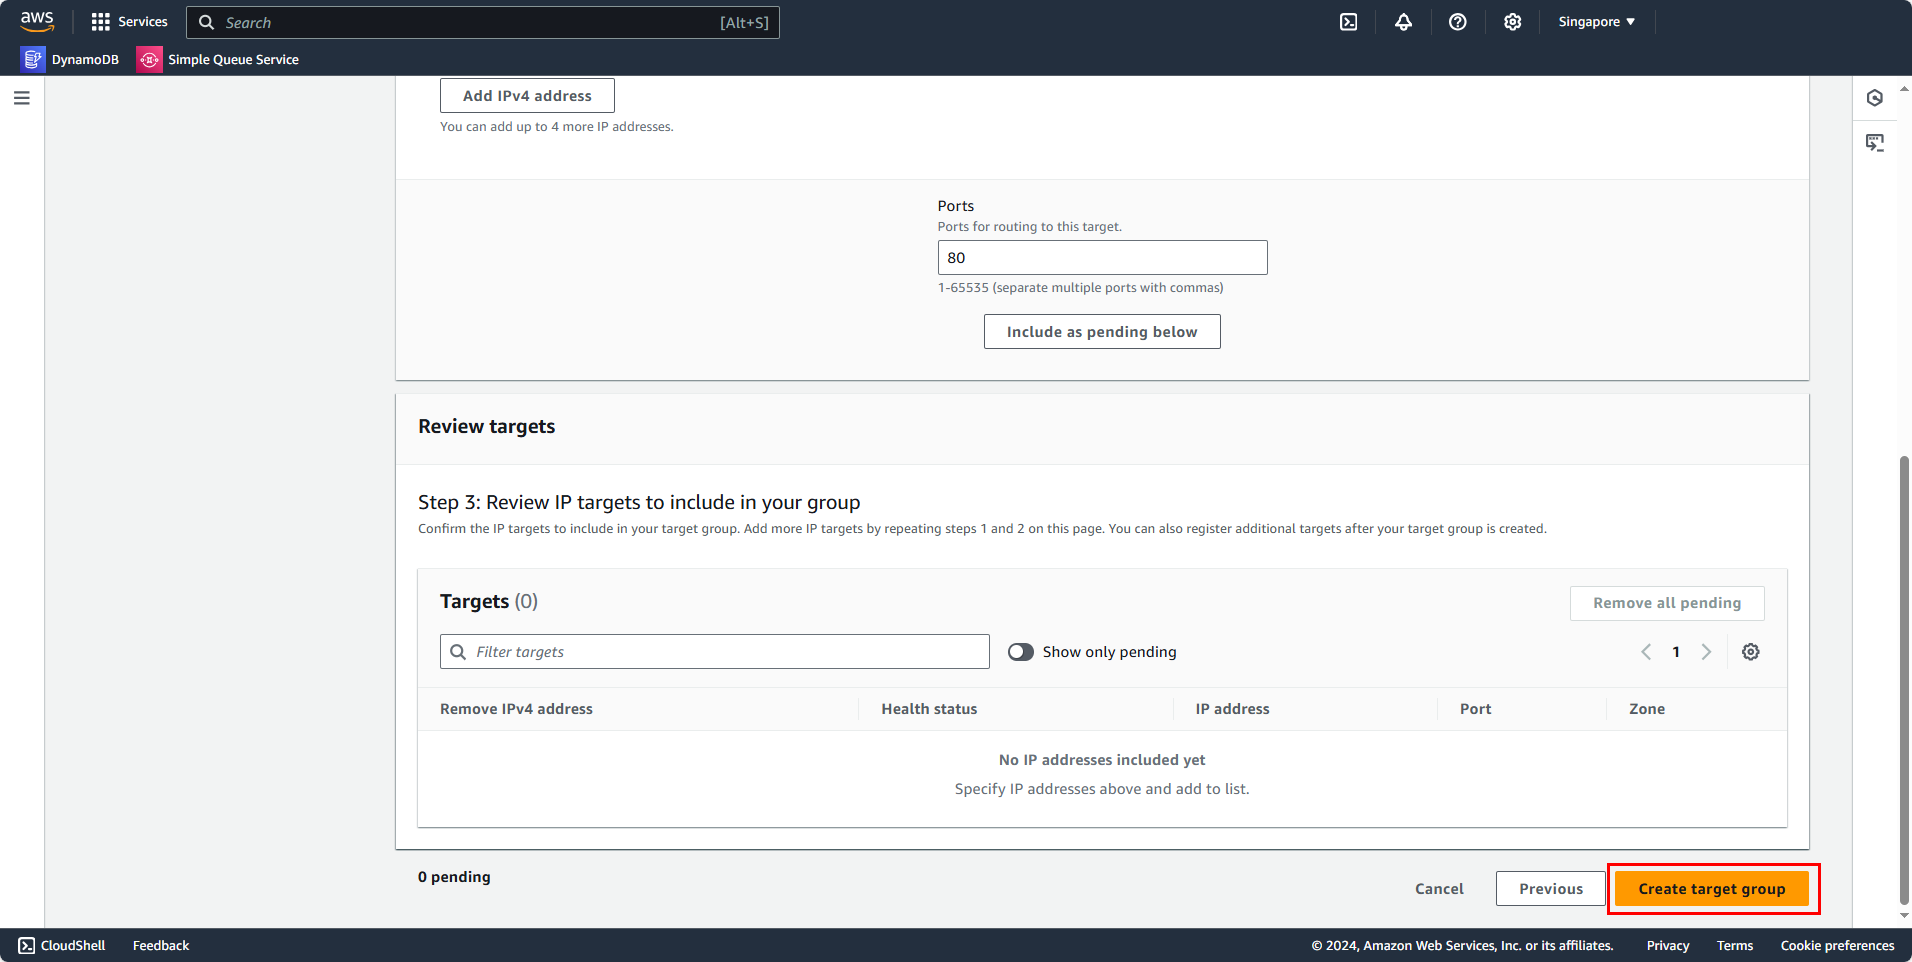 aws
Services
Search
[Alt+S]
Singapore
DynamoDB
Simple Queue Service
Add IPv4 address
You can add up to 4 more IP addresses.
Ports
Ports for routing to this target.
80
1-65535 (separate multiple ports with commas)
Include as pending below
Review targets
Step 3: Review IP targets to include in your group
Confirm the IP targets to include in your target group. Add more IP targets by repeating steps 1 and 2 on this page. You can also register additional targets after your target group is created.
Targets (0)
Remove all pending
Filter targets
Show only pending
1
Remove IPv4 address
Health status
IP address
Port
Zone
No IP addresses included yet
Specify IP addresses above and add to list.
0 pending
Cancel
Previous
Create target group
CloudShell
Feedback
© 2024, Amazon Web Services, Inc. or its affiliates.
Privacy
Terms
Cookie preferences